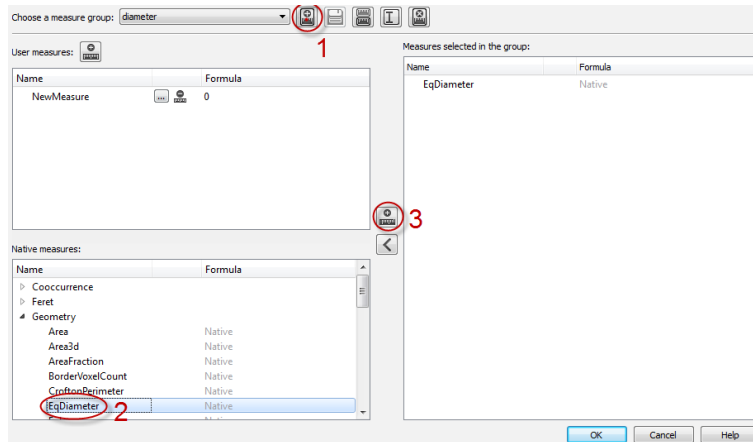 Choose a measure group: diameter
1
User measures:
Measures selected in the group:
Name Formula
NewMeasure ... 0
Name Formula
EqDiameter Native
3
Native measures:
Name Formula
Cooccurrence
Feret
Geometry
Area Native
Area3d Native
AreaFraction Native
BorderVoxelCount Native
CroftonPerimeter Native
EqDiameter 2 Native
OK Cancel Help